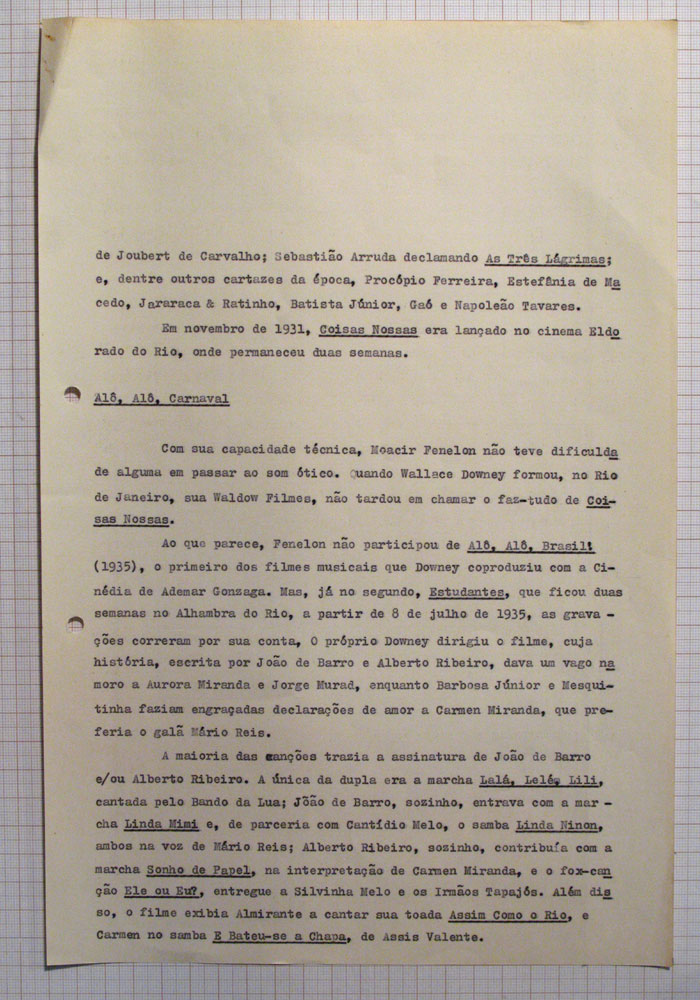 de Joubert de Carvalho; Sebastião Arruda declamando As Três Lágrimas;
e, dentre outros cartazes da época, Procópio Ferreira, Estefânia de Ma
cedo, Jararaca & Ratinho, Batista Júnior, Gaó e Napoleão Tavares.
Em novembro de 1931, Coisas Nossas era lançado no cinema Eldo
rado do Rio, onde permaneceu duas semanas.
Alô, Alô, Carnaval
Com sua capacidade técnica, Moacir Fenelon não teve dificulda
de alguma em passar ao som ótico. Quando Wallace Downey formou, no Rio
de Janeiro, sua Waldow Filmes, não tardou em chamar o faz-tudo de Coi-
sas Nossas.
Ao que parece, Fenelon não participou de Alô, Alô, Brasil!
(1935), o primeiro dos filmes musicais que Downey coproduziu com a Ci-
nédia de Ademar Gonzaga. Mas, já no segundo, Estudantes, que ficou duas
semanas no Alhambra do Rio, a partir de 8 de julho de 1935, as grava -
ções correram por sua conta, O próprio Downey dirigiu o filme, cuja
história, escrita por João de Barro e Alberto Ribeiro, dava um vago na
moro a Aurora Miranda e Jorge Murad, enquanto Barbosa Júnior e Mesqui-
tinha faziam engraçadas declarações de amor a Carmen Miranda, que pre-
feria o galã Mário Reis.
A maioria das canções trazia a assinatura de João de Barro
e/ou Alberto Ribeiro. A única da dupla era a marcha Lalá, Lelé, Lili,
cantada pelo Bando da Lua; João de Barro, sozinho, entrava com a mar -
cha Linda Mimi e, de parceria com Cantídio Melo, o samba Linda Ninon,
ambos na voz de Mário Reis; Alberto Ribeiro, sozinho, contribuía com a
marcha Sonho de Papel, na interpretação de Carmen Miranda, e o fox-can
ção Ele ou Eu?, entregue a Silvinha Melo e os Irmãos Tapajós. Além dis
so, o filme exibia Almirante a cantar sua toada Assim Como o Rio, e
Carmen no samba E Bateu-se a Chapa, de Assis Valente.